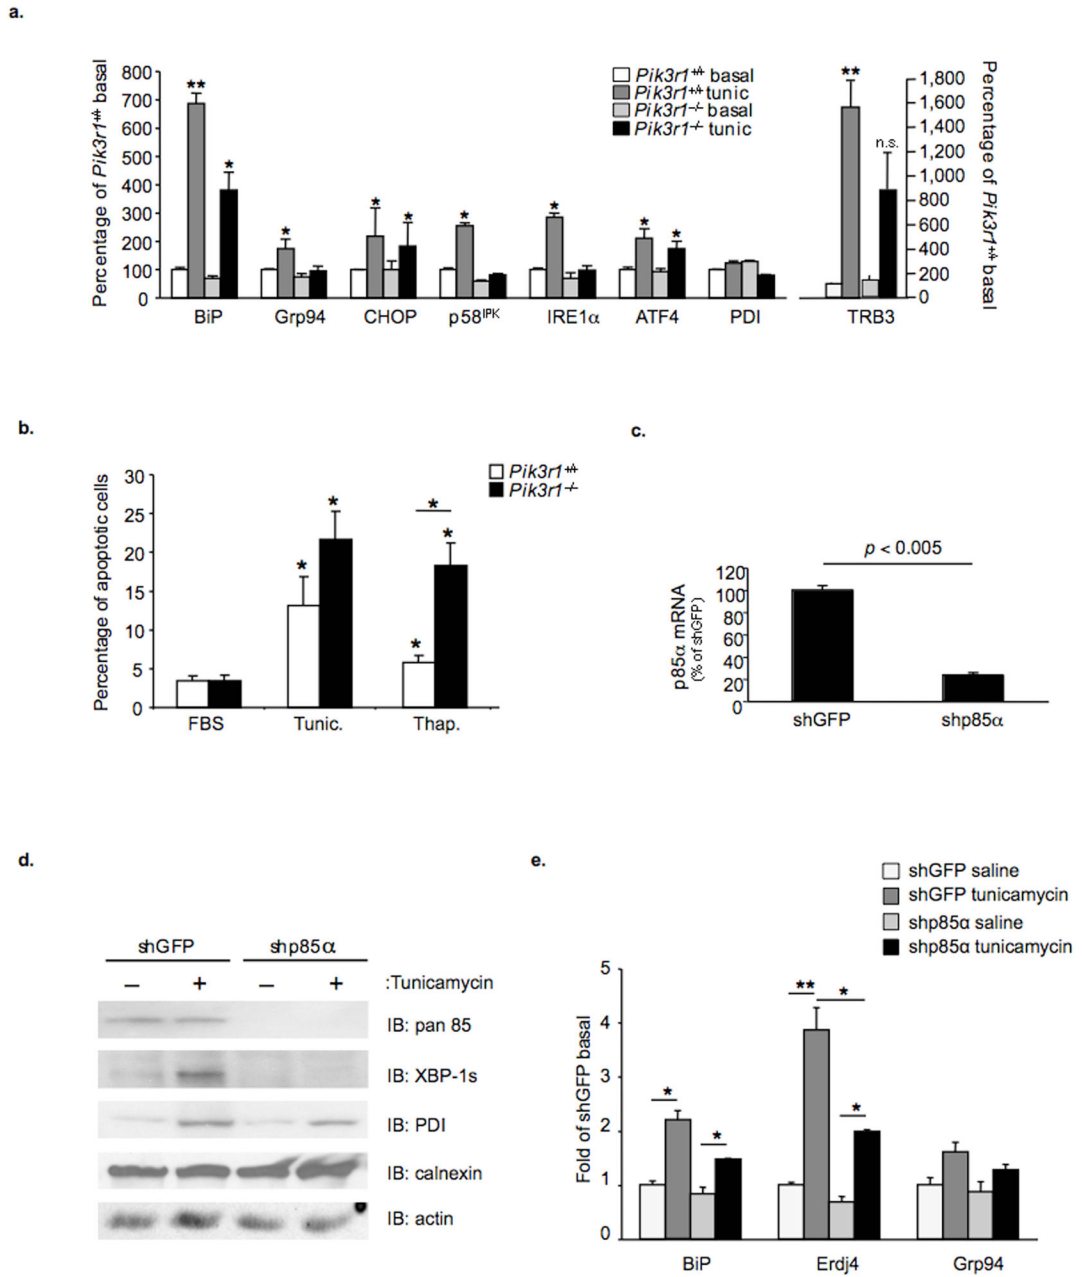 a.
Percentage of Pik3r1+/+ basal
800
700
600
500
400
300
200
100
0
** * * * * * * * * **
n.s.
Pik3r1+/+ basal
Pik3r1+/+ tunic
Pik3r1–/– basal
Pik3r1–/– tunic
1,800
1,600
1,400
1,200
1,000
800
600
400
200
0
Percentage of Pik3r1+/+ basal
BiP Grp94 CHOP p58IPK IRE1α ATF4 PDI TRB3
b.
Percentage of apoptotic cells
30
25
20
15
10
5
0
* * * * *
Pik3r1+/+
Pik3r1–/–
FBS Tunic. Thap.
c.
p < 0.005
p85α mRNA
(% of shGFP)
120
100
80
60
40
20
0
shGFP shp85α
d.
shGFP shp85α
– + – + :Tunicamycin
IB: pan 85
IB: XBP-1s
IB: PDI
IB: calnexin
IB: actin
e.
shGFP saline
shGFP tunicamycin
shp85α saline
shp85α tunicamycin
Fold of shGFP basal
5
4
3
2
1
0
* * ** * *
BiP Erdj4 Grp94